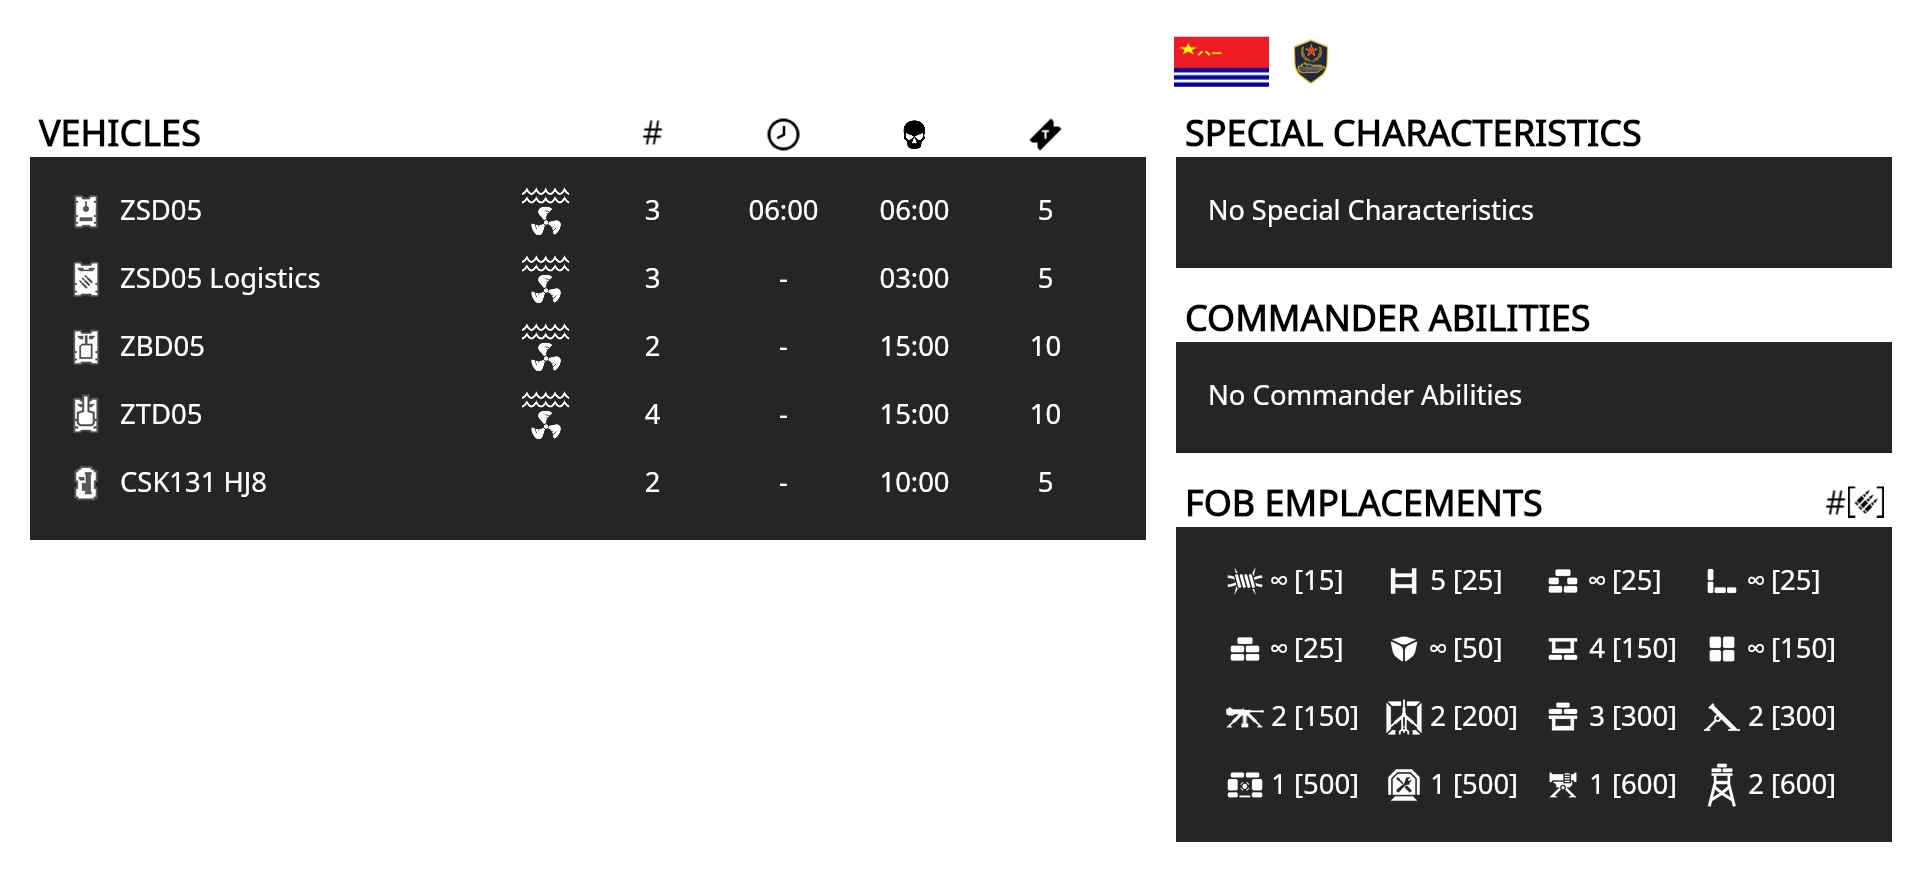 VEHICLES #
ZSD05 3 06:00 06:00 5
ZSD05 Logistics 3 - 03:00 5
ZBD05 2 - 15:00 10
ZTD05 4 - 15:00 10
CSK131 HJ8 2 - 10:00 5
SPECIAL CHARACTERISTICS
No Special Characteristics
COMMANDER ABILITIES
No Commander Abilities
FOB EMPLACEMENTS #[]
∞ [15] 5 [25] ∞ [25] ∞ [25]
∞ [25] ∞ [50] 4 [150] ∞ [150]
2 [150] 2 [200] 3 [300] 2 [300]
1 [500] 1 [500] 1 [600] 2 [600]